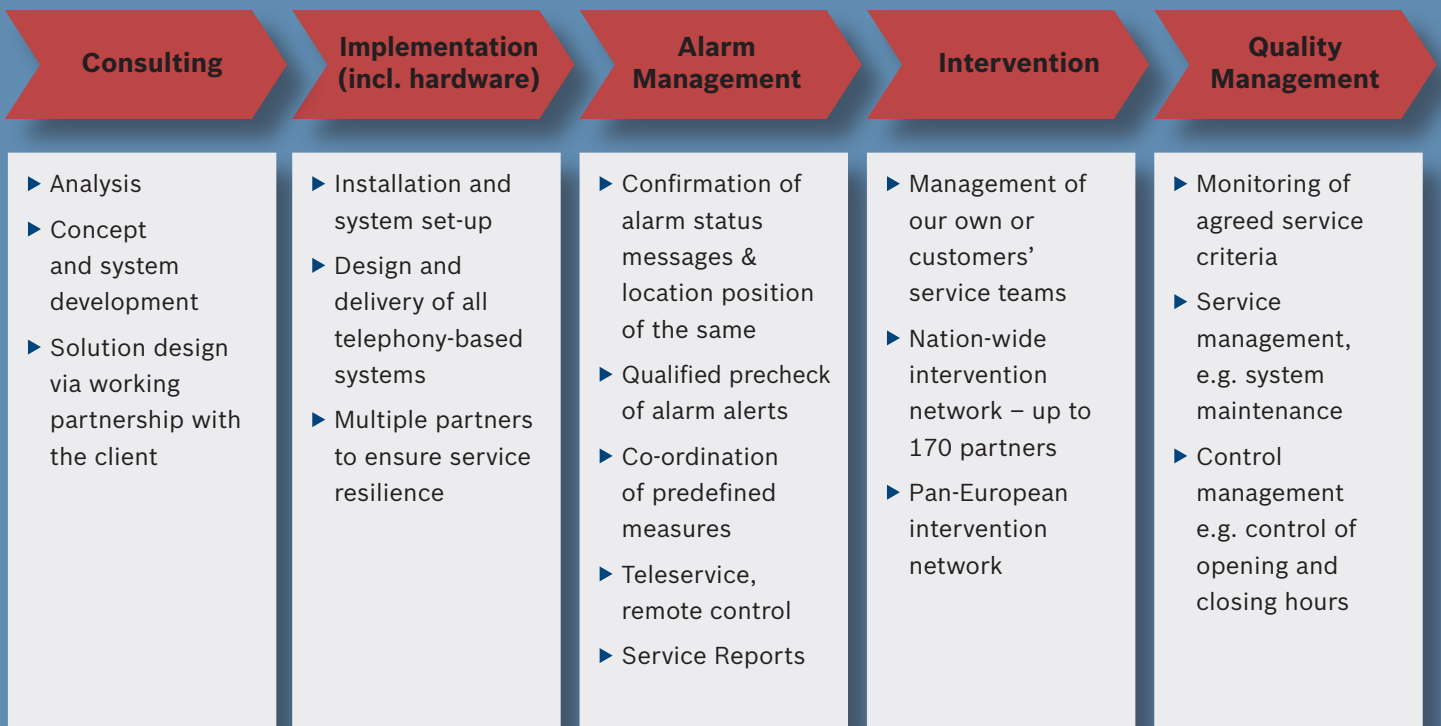 Consulting
Implementation
(incl. hardware)
Alarm
Management
Intervention
Quality
Management
▶ Analysis
▶ Concept
and system
development
▶ Solution design
via working
partnership with
the client
▶ Installation and
system set-up
▶ Design and
delivery of all
telephony-based
systems
▶ Multiple partners
to ensure service
resilience
▶ Confirmation of
alarm status
messages &
location position
of the same
▶ Qualified precheck
of alarm alerts
▶ Co-ordination
of predefined
measures
▶ Teleservice,
remote control
▶ Service Reports
▶ Management of
our own or
customers’
service teams
▶ Nation-wide
intervention
network – up to
170 partners
▶ Pan-European
intervention
network
▶ Monitoring of
agreed service
criteria
▶ Service
management,
e.g. system
maintenance
▶ Control
management
e.g. control of
opening and
closing hours